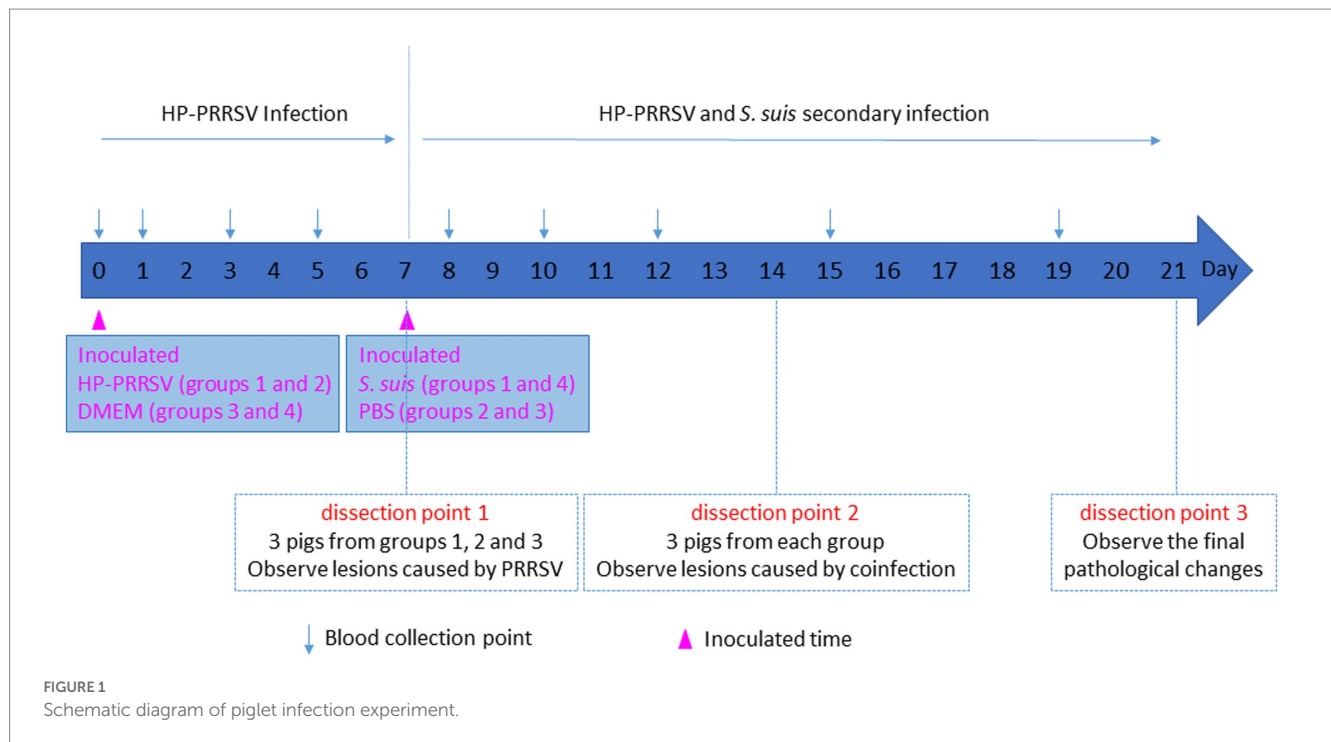 HP-PRRSV Infection
HP-PRRSV and S. suis secondary infection
0 1 2 3 4 5 6 7 8 9 10 11 12 13 14 15 16 17 18 19 20 21 Day
Inoculated
HP-PRRSV (groups 1 and 2)
DMEM (groups 3 and 4)
Inoculated
S. suis (groups 1 and 4)
PBS (groups 2 and 3)
dissection point 1
3 pigs from groups 1, 2 and 3
Observe lesions caused by PRRSV
dissection point 2
3 pigs from each group
Observe lesions caused by coinfection
dissection point 3
Observe the final
pathological changes
Blood collection point
Inoculated time
FIGURE 1
Schematic diagram of piglet infection experiment.